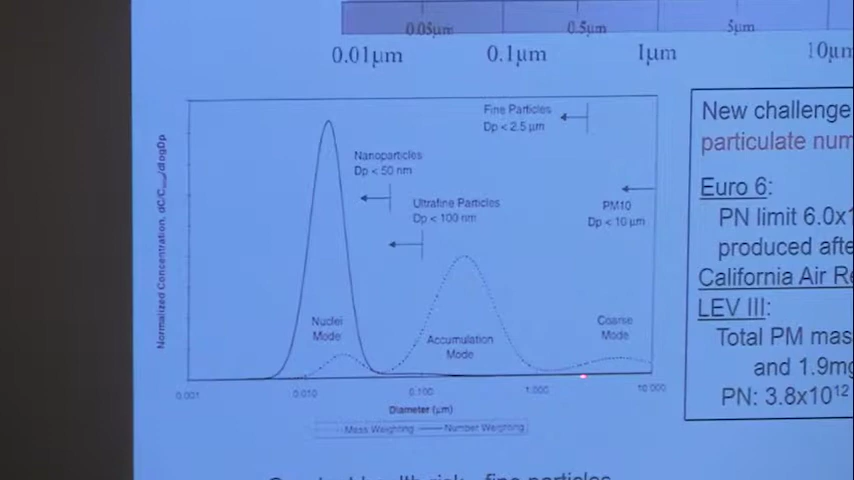 0.05µm 0.5µm 5µm
0.01µm 0.1µm 1µm 10µm
Fine Particles
Dp < 2.5 µm
Nanoparticles
Dp < 50 nm
Ultrafine Particles
Dp < 100 nm
PM10
Dp < 10 µm
Normalized Concentration, dC/C /dlogDp
Nuclei
Mode
Accumulation
Mode
Coarse
Mode
0.001 0.010 0.100 1.000 10.000
Diameter (µm)
Mass Weighting Number Weighting
New challenge
particulate num
Euro 6:
PN limit 6.0x1
produced afte
California Air Re
LEV III:
Total PM mas
and 1.9mg
PN: 3.8x10¹²
fine particles